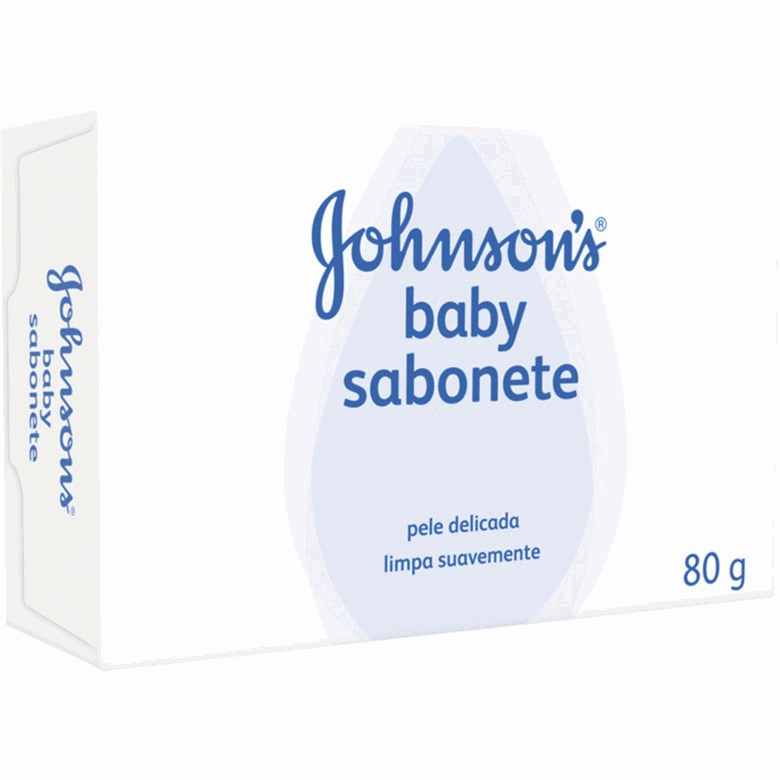 Johnson's®
baby
sabonete
pele delicada
limpa suavemente
80 g
Johnson's®
baby
sabonete